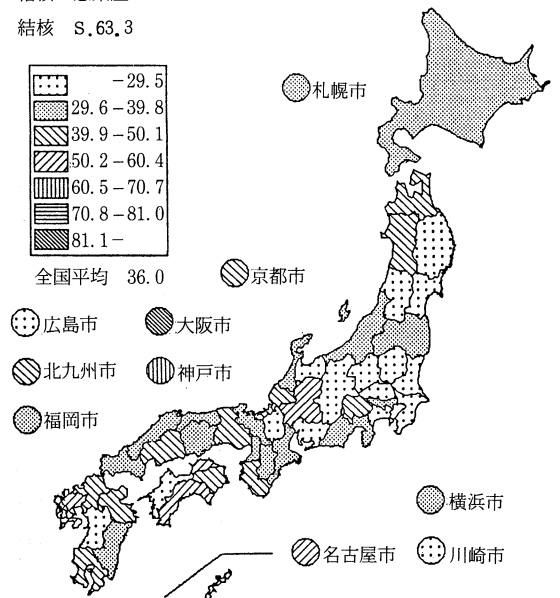 結核 S.63.3
-29.5
29.6-39.8
39.9-50.1
50.2-60.4
60.5-70.7
70.8-81.0
81.1-
全国平均 36.0
札幌市
京都市
広島市
大阪市
北九州市
神戸市
福岡市
横浜市
名古屋市
川崎市